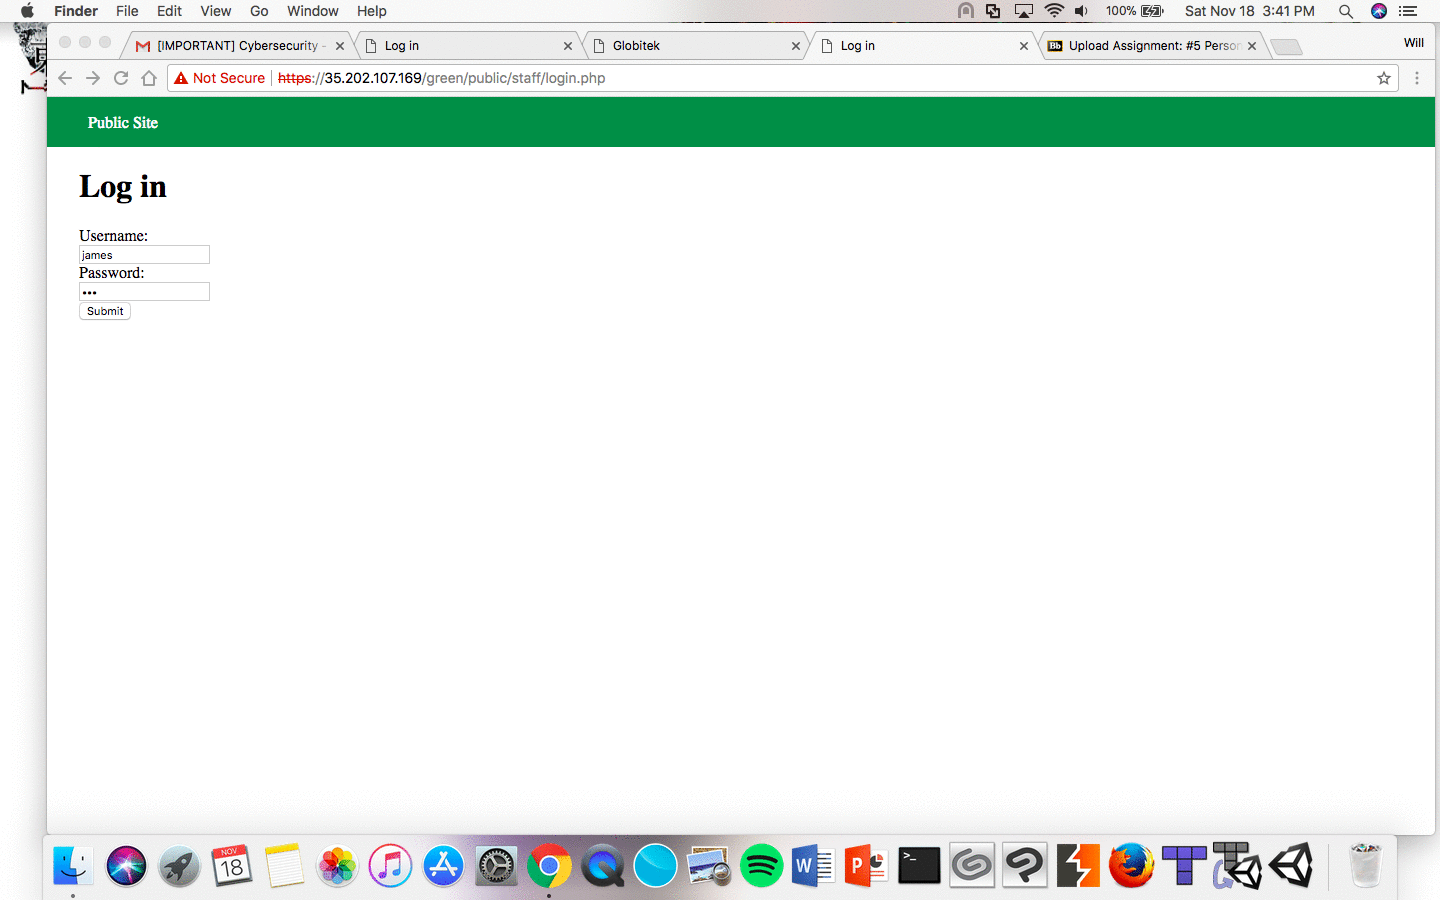 Finder File Edit View Go Window Help 100% Sat Nov 18 3:41 PM
[IMPORTANT] Cybersecurity - Log in Globitek Log in Upload Assignment: #5 Person Will
Not Secure https://35.202.107.169/green/public/staff/login.php
Public Site
Log in
Username:
james
Password:
•••
Submit
NOV
18